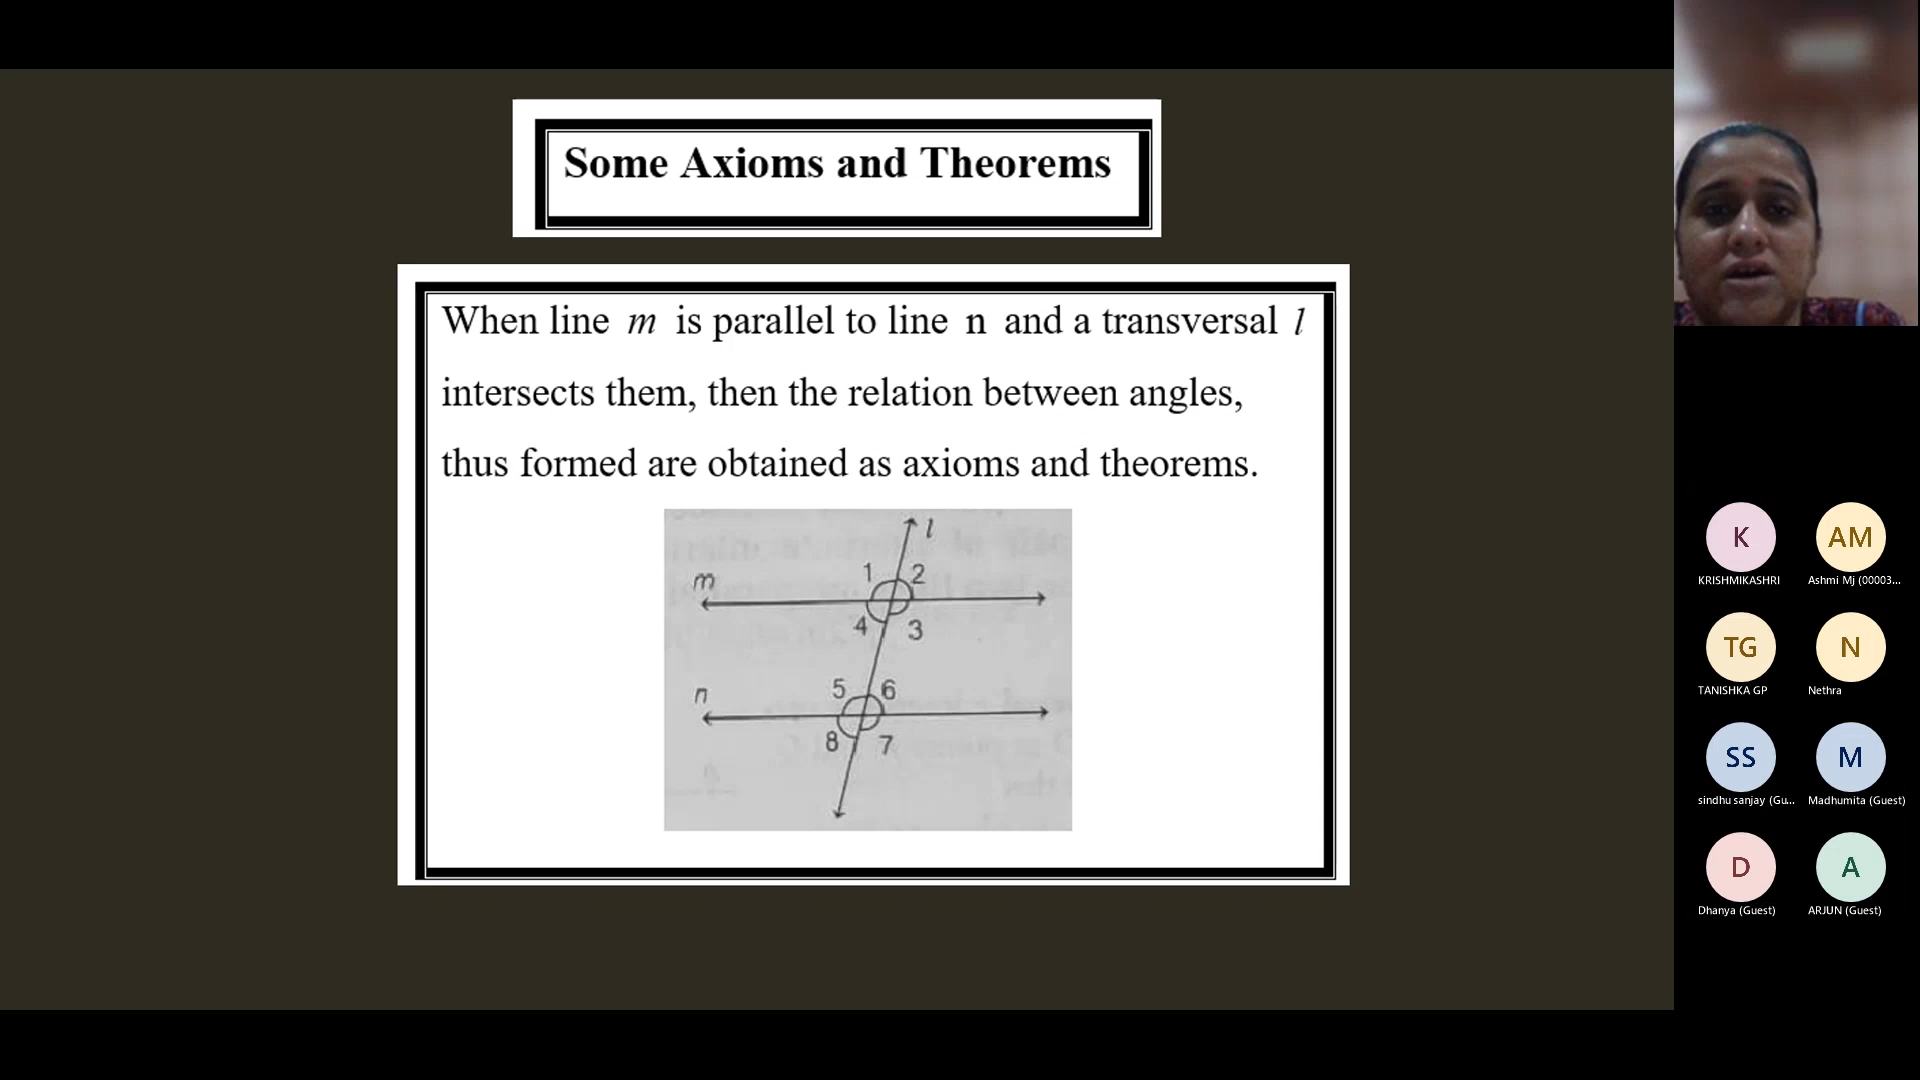 Some Axioms and Theorems
When line m is parallel to line n and a transversal l
intersects them, then the relation between angles,
thus formed are obtained as axioms and theorems.
l
1 2
m
4 3
5 6
n
8 7
K AM
KRISHMIKASHRI Ashmi Mj (00003...
TG N
TANISHKA GP Nethra
SS M
sindhu sanjay (Gu... Madhumita (Guest)
D A
Dhanya (Guest) ARJUN (Guest)